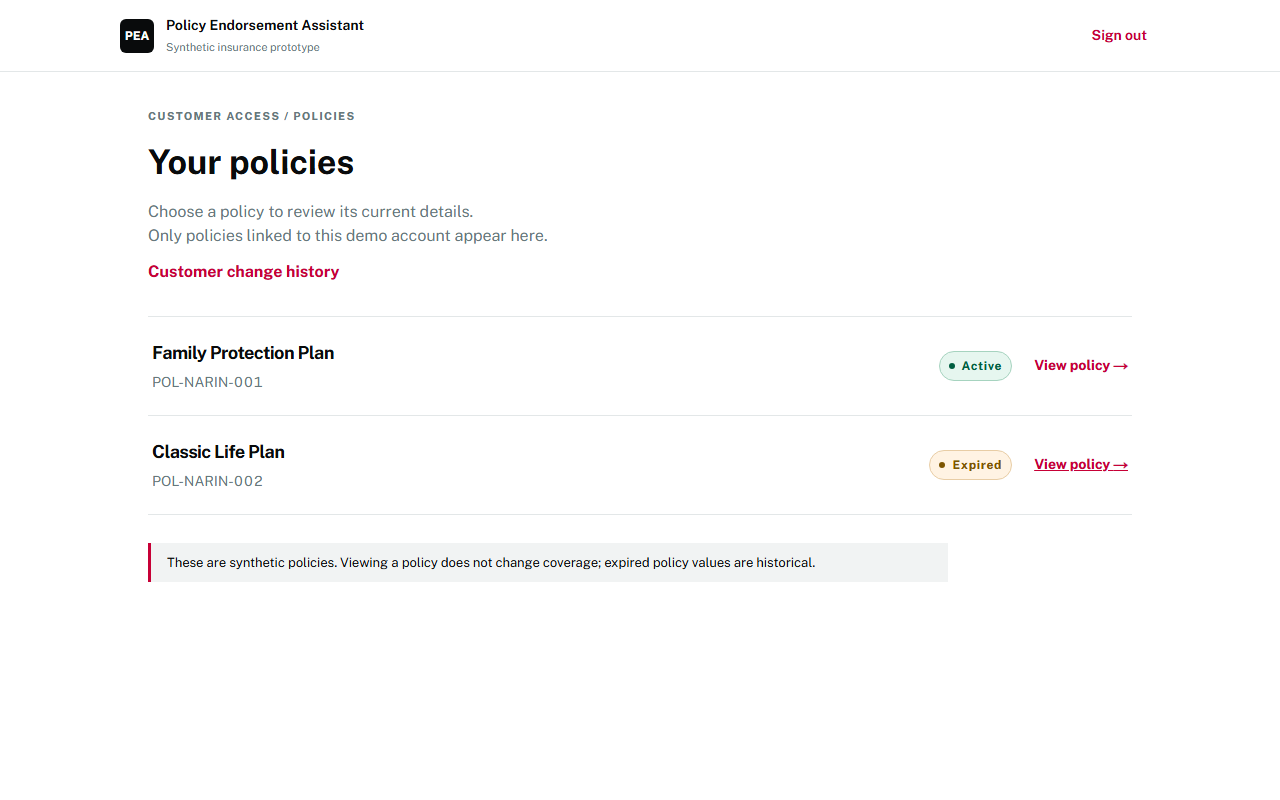 PEA
Policy Endorsement Assistant
Synthetic insurance prototype
Sign out
CUSTOMER ACCESS / POLICIES
Your policies
Choose a policy to review its current details.
Only policies linked to this demo account appear here.
Customer change history
Family Protection Plan
POL-NARIN-001
Active
View policy →
Classic Life Plan
POL-NARIN-002
Expired
View policy →
These are synthetic policies. Viewing a policy does not change coverage; expired policy values are historical.